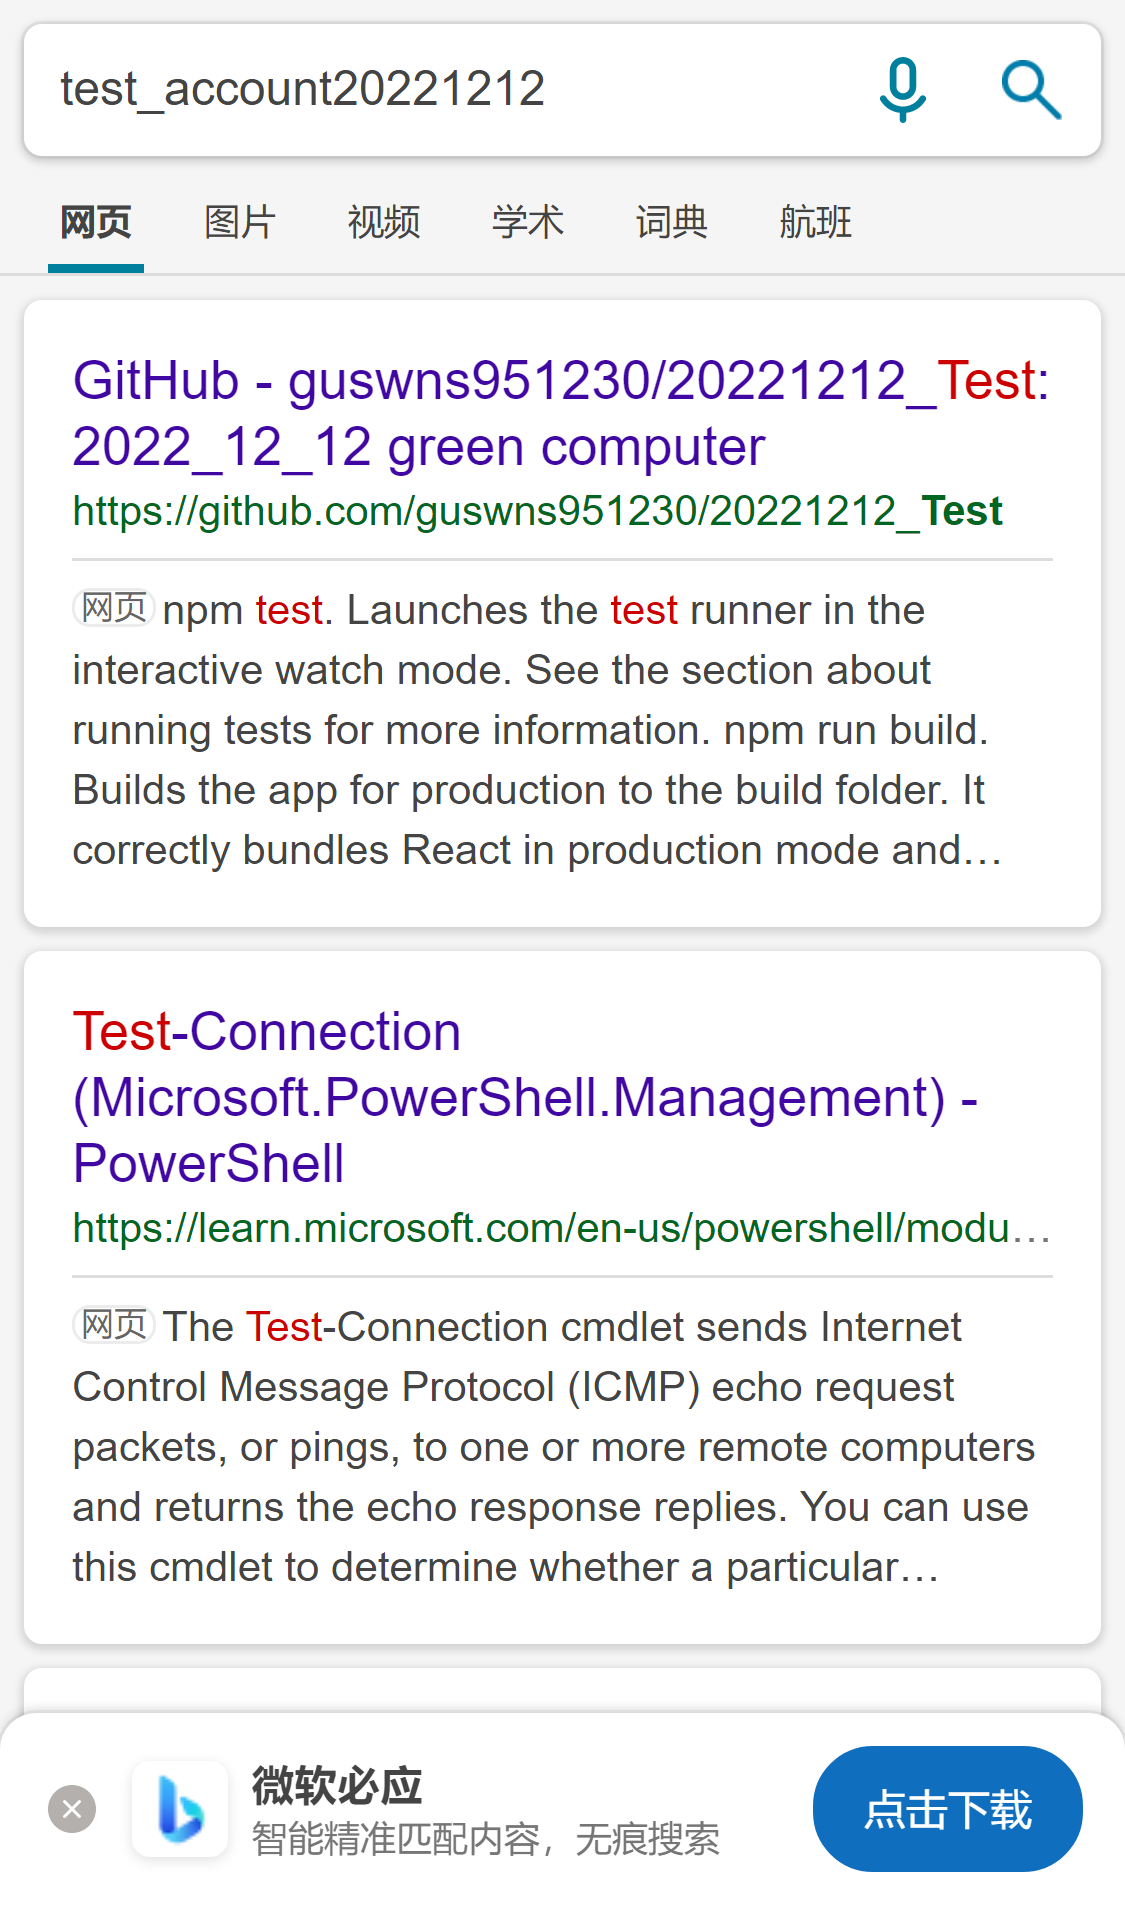 test_account20221212
网页 图片 视频 学术 词典 航班
GitHub - guswns951230/20221212_Test:
2022_12_12 green computer
https://github.com/guswns951230/20221212_Test
网页 npm test. Launches the test runner in the
interactive watch mode. See the section about
running tests for more information. npm run build.
Builds the app for production to the build folder. It
correctly bundles React in production mode and…
Test-Connection
(Microsoft.PowerShell.Management) -
PowerShell
https://learn.microsoft.com/en-us/powershell/modu…
网页 The Test-Connection cmdlet sends Internet
Control Message Protocol (ICMP) echo request
packets, or pings, to one or more remote computers
and returns the echo response replies. You can use
this cmdlet to determine whether a particular…
微软必应
智能精准匹配内容，无痕搜索
点击下载